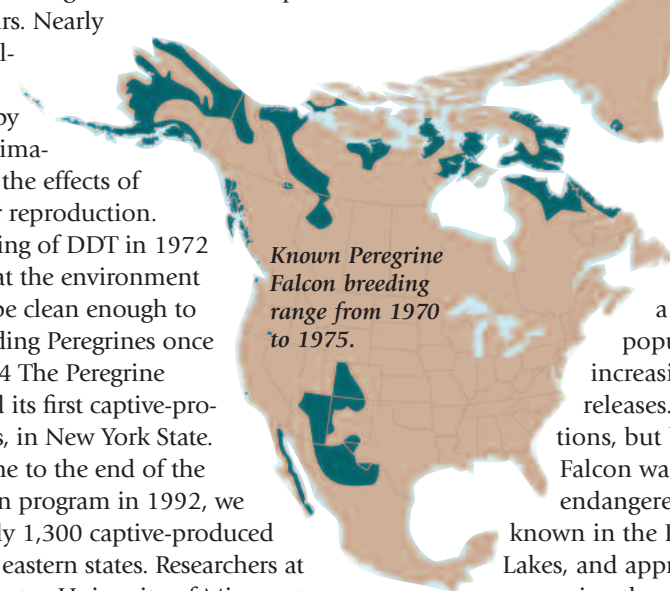 rs. Nearly
l-
by
ima-
the effects of
r reproduction.
ing of DDT in 1972
at the environment
be clean enough to
ding Peregrines once
4 The Peregrine
l its first captive-pro-
s, in New York State.
ne to the end of the
n program in 1992, we
ly 1,300 captive-produced
eastern states. Researchers at
Known Peregrine
Falcon breeding
range from 1970
to 1975.
a
popu
increasi
releases.
tions, but
Falcon wa
endangere
known in the
Lakes, and appr